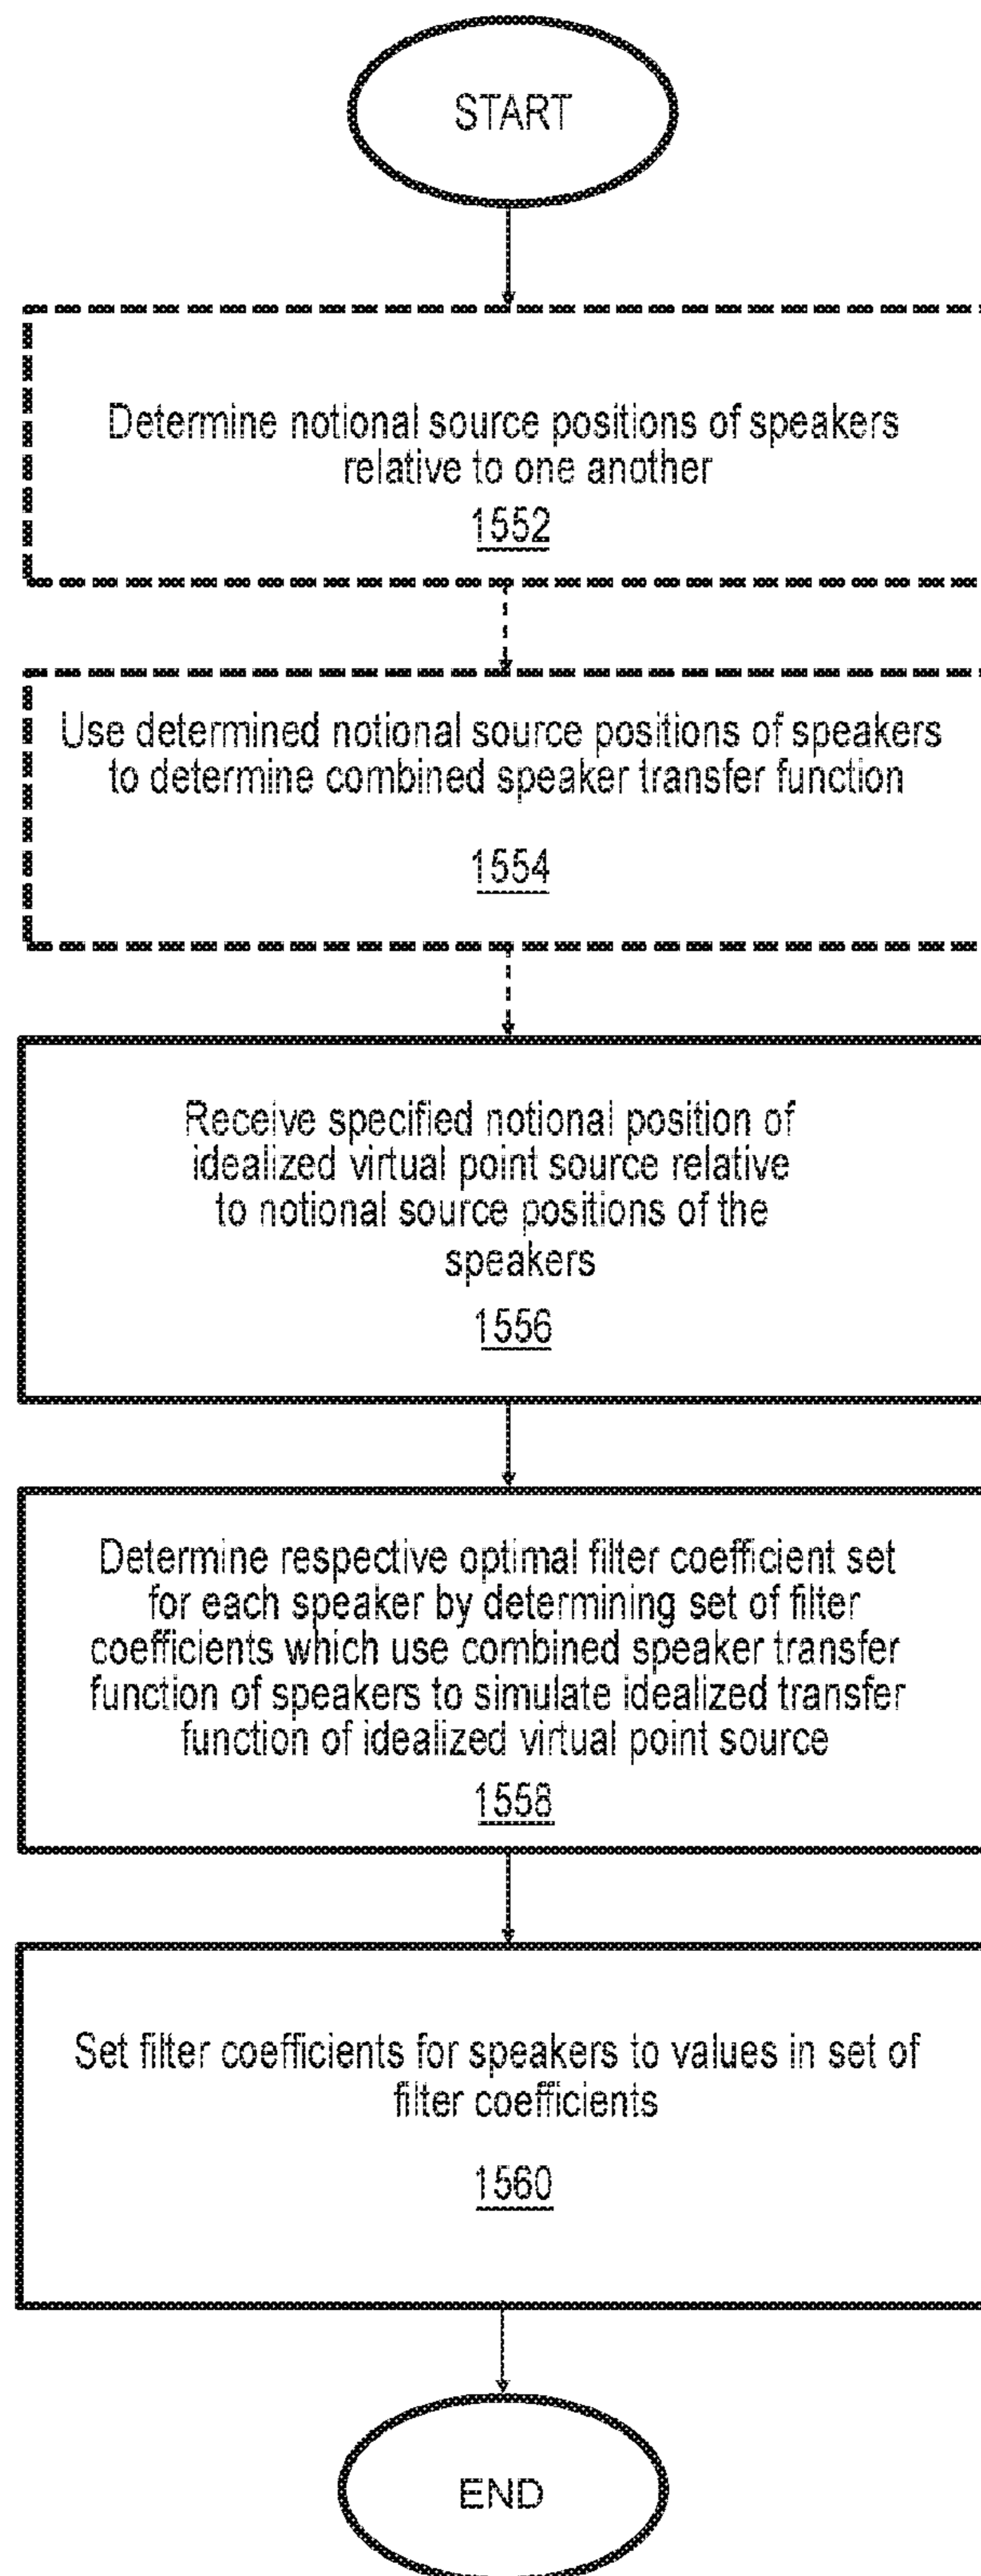 START
Determine notional source positions of speakers
relative to one another
1552
Use determined notional source positions of speakers
to determine combined speaker transfer function
1554
Receive specified notional position of
idealized virtual point source relative
to notional source positions of the
speakers
1556
Determine respective optimal filter coefficient set
for each speaker by determining set of filter
coefficients which use combined speaker transfer
function of speakers to simulate idealized transfer
function of idealized virtual point source
1558
Set filter coefficients for speakers to values in set of
filter coefficients
1560
END